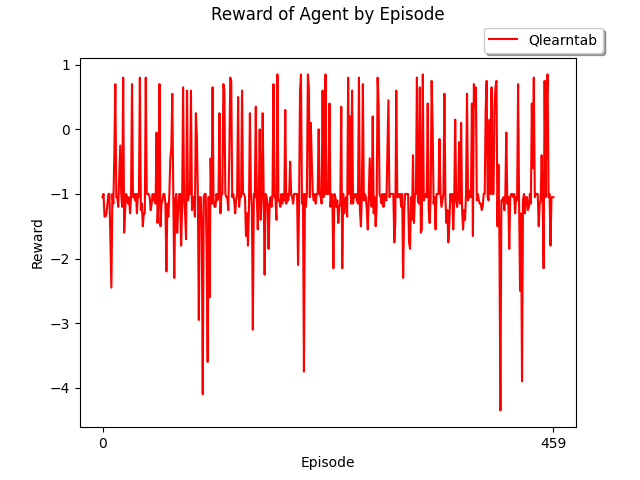 Reward of Agent by Episode
Qlearntab
1
0
−1
−2
−3
−4
Reward
0
459
Episode